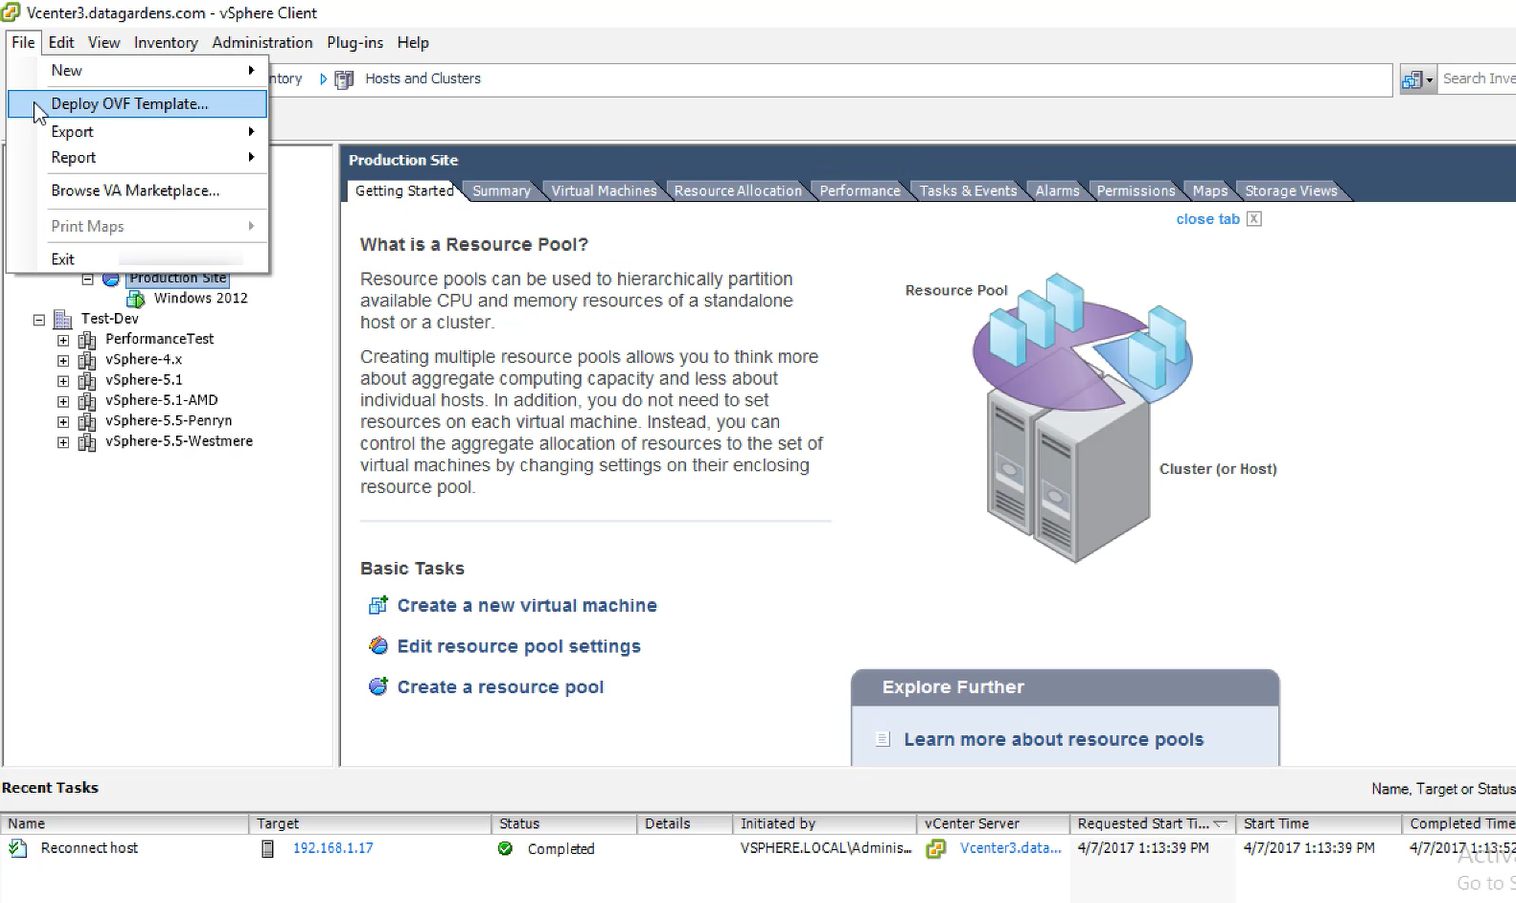 Vcenter3.datagardens.com - vSphere Client
File Edit View Inventory Administration Plug-ins Help
New
Deploy OVF Template...
Export
Report
Browse VA Marketplace...
Print Maps
Exit
Hosts and Clusters
Search Inve
Production Site
Windows 2012
Test-Dev
PerformanceTest
vSphere-4.x
vSphere-5.1
vSphere-5.1-AMD
vSphere-5.5-Penryn
vSphere-5.5-Westmere
Production Site
Getting Started Summary Virtual Machines Resource Allocation Performance Tasks & Events Alarms Permissions Maps Storage Views
close tab X
What is a Resource Pool?
Resource pools can be used to hierarchically partition
available CPU and memory resources of a standalone
host or a cluster.
Creating multiple resource pools allows you to think more
about aggregate computing capacity and less about
individual hosts. In addition, you do not need to set
resources on each virtual machine. Instead, you can
control the aggregate allocation of resources to the set of
virtual machines by changing settings on their enclosing
resource pool.
Resource Pool
Cluster (or Host)
Basic Tasks
Create a new virtual machine
Edit resource pool settings
Create a resource pool
Explore Further
Learn more about resource pools
Recent Tasks
Name, Target or Status
Name Target Status Details Initiated by vCenter Server Requested Start Ti... Start Time Completed Time
Reconnect host 192.168.1.17 Completed VSPHERE.LOCAL\Adminis... Vcenter3.data... 4/7/2017 1:13:39 PM 4/7/2017 1:13:39 PM 4/7/2017 1:13:52
Activa
Go to S